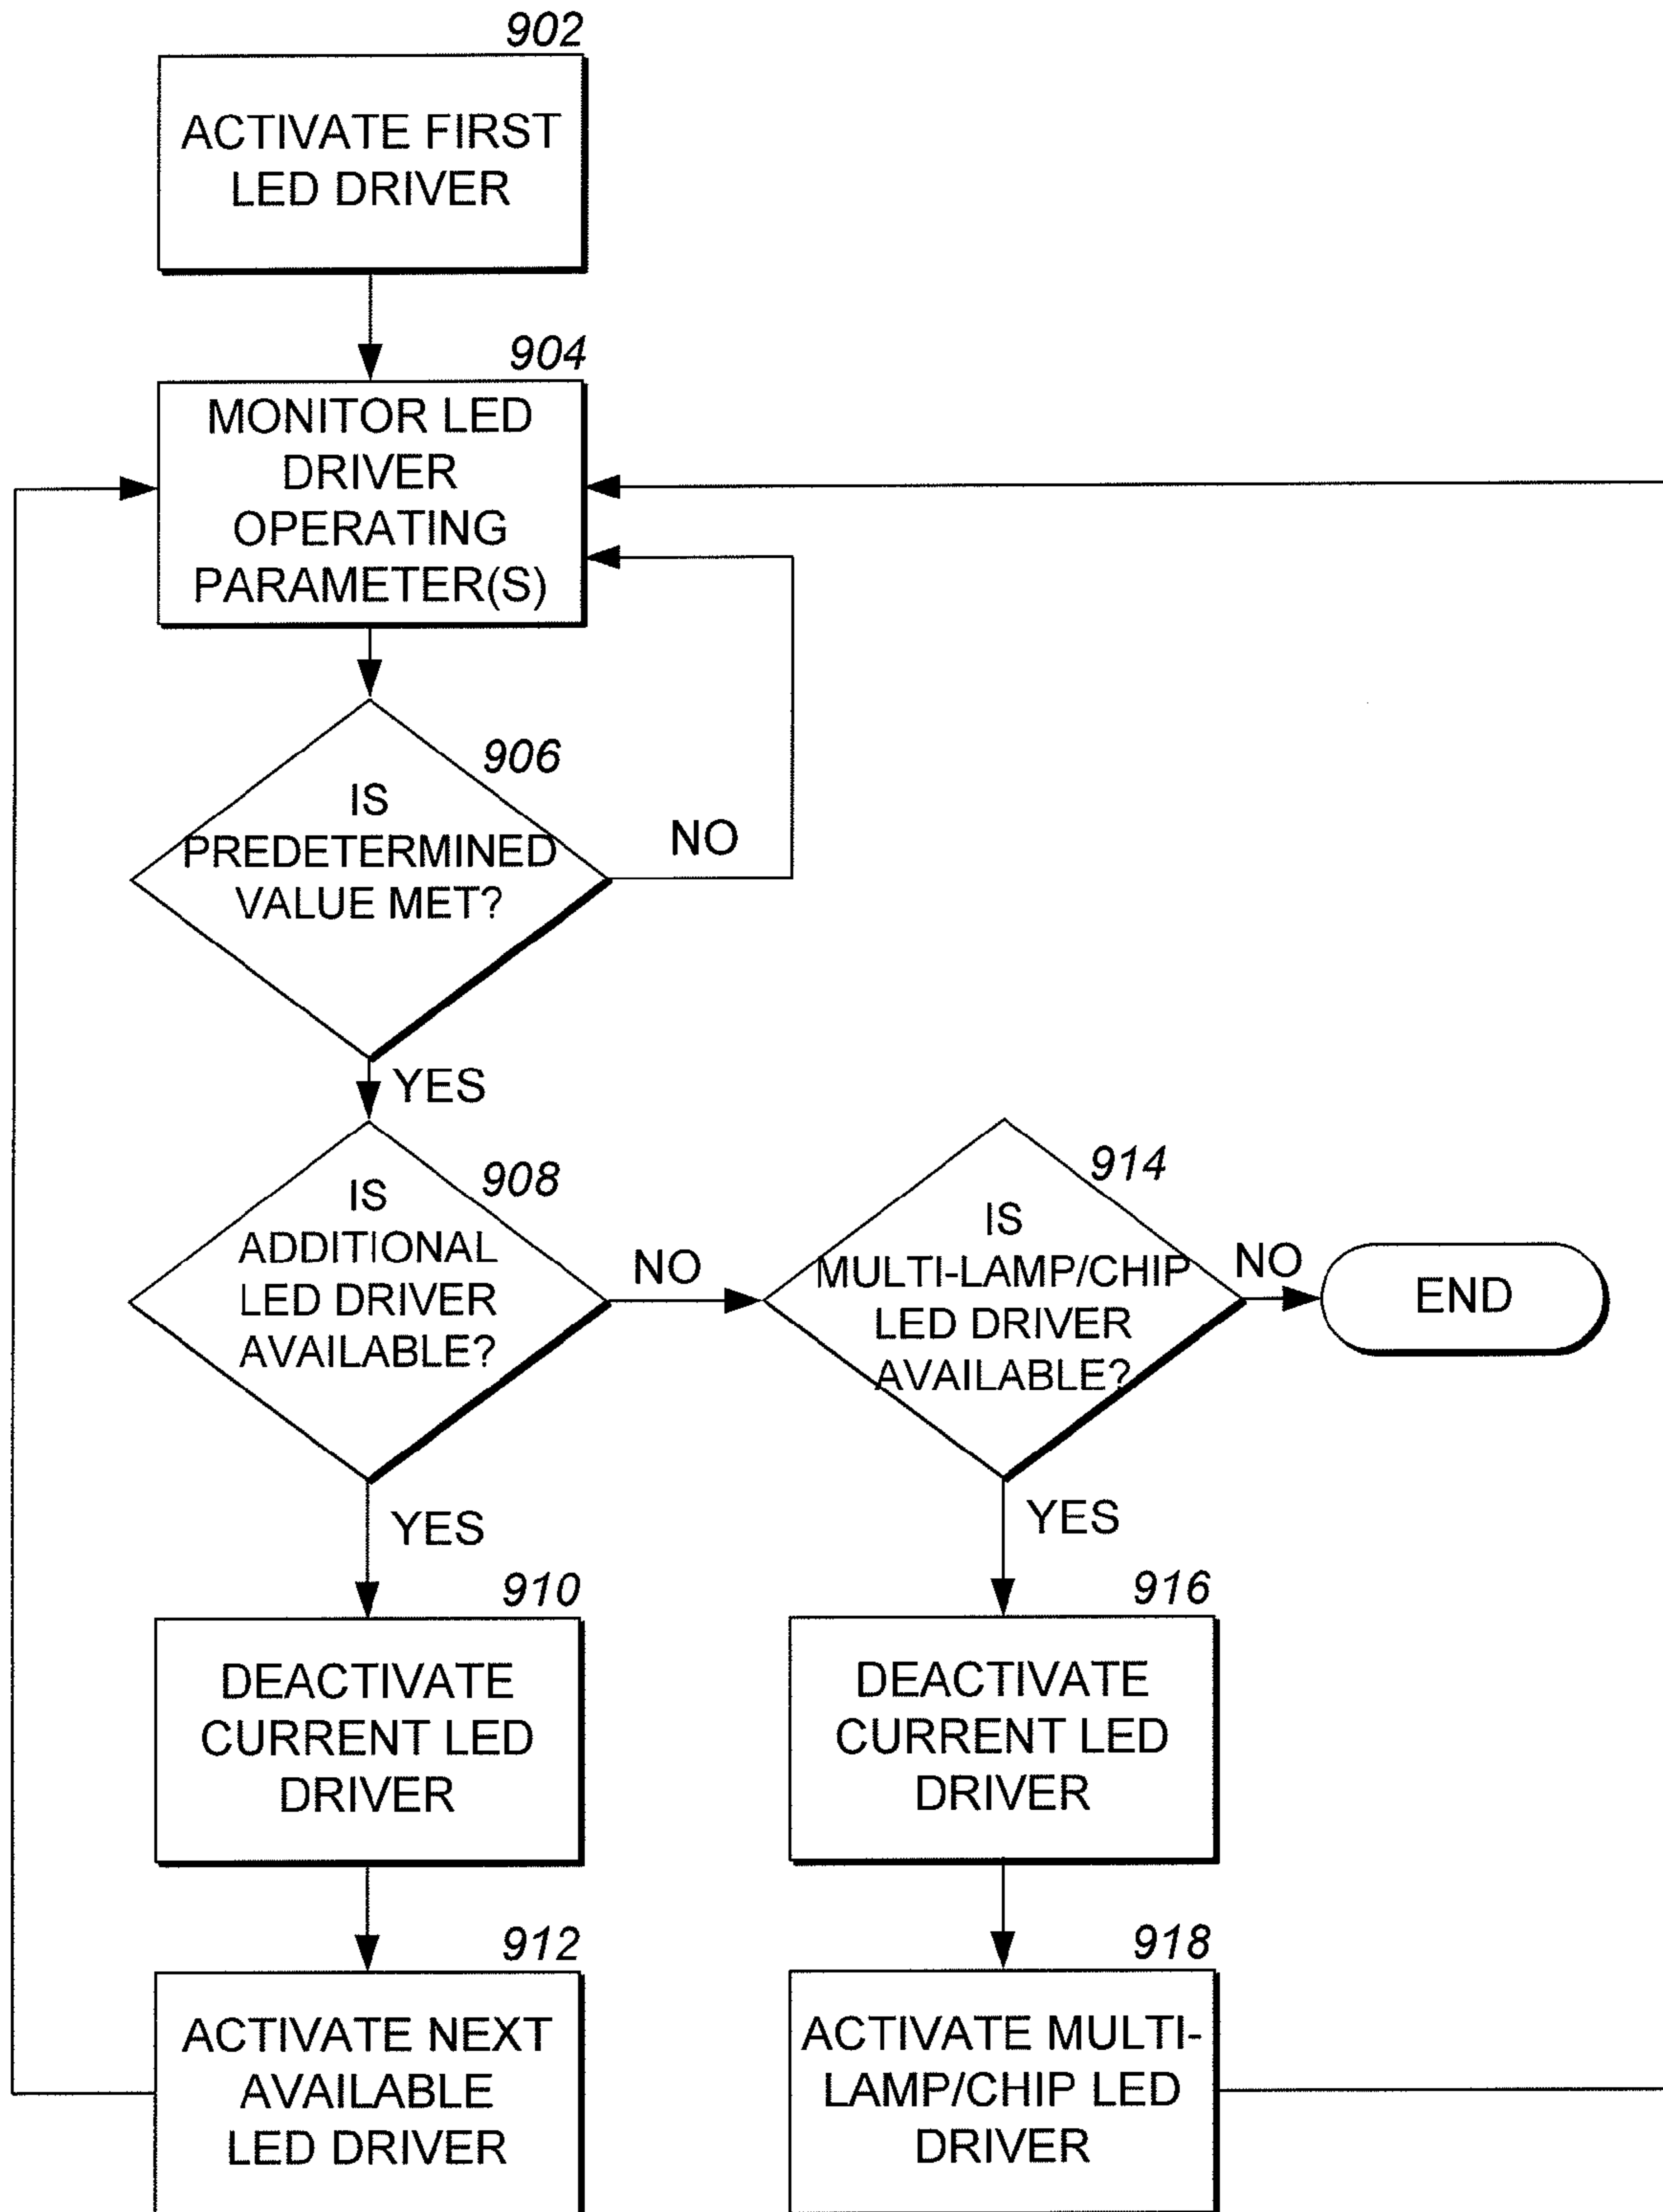 902
ACTIVATE FIRST
LED DRIVER
904
MONITOR LED
DRIVER
OPERATING
PARAMETER(S)
906
IS
PREDETERMINED
VALUE MET?
NO
YES
908
IS
ADDITIONAL
LED DRIVER
AVAILABLE?
NO
914
IS
MULTI-LAMP/CHIP
LED DRIVER
AVAILABLE?
NO
END
YES
910
DEACTIVATE
CURRENT LED
DRIVER
YES
916
DEACTIVATE
CURRENT LED
DRIVER
912
ACTIVATE NEXT
AVAILABLE
LED DRIVER
918
ACTIVATE MULTI-
LAMP/CHIP LED
DRIVER